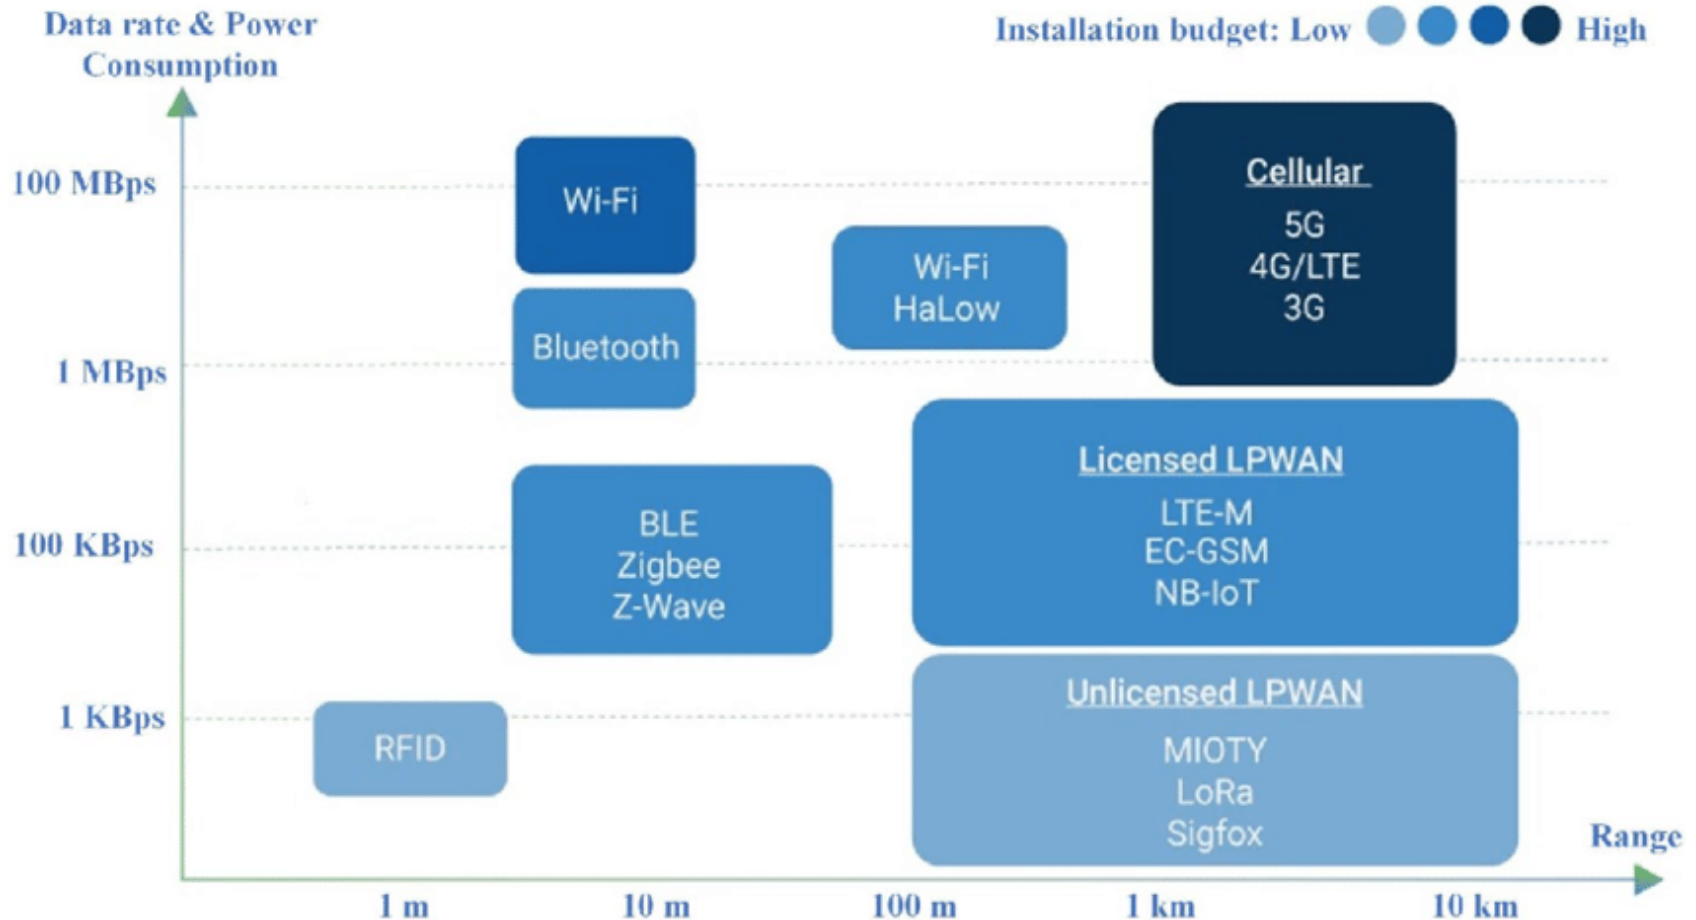 Data rate & Power
Consumption
Installation budget: Low
High
100 MBps
1 MBps
100 KBps
1 KBps
Wi-Fi
Bluetooth
Wi-Fi
HaLow
Cellular
5G
4G/LTE
3G
BLE
Zigbee
Z-Wave
Licensed LPWAN
LTE-M
EC-GSM
NB-IoT
RFID
Unlicensed LPWAN
MIOTY
LoRa
Sigfox
Range
1 m
10 m
100 m
1 km
10 km